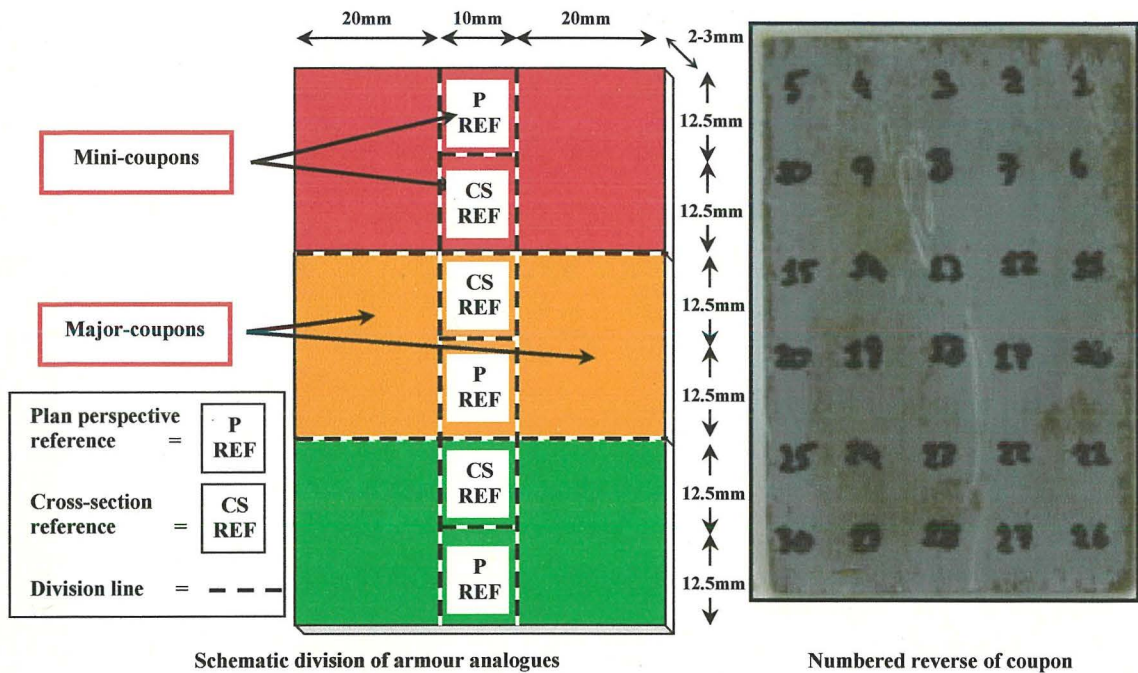 20mm 10mm 20mm
2-3mm
P
REF
12.5mm
Mini-coupons
CS
REF
12.5mm
CS
REF
12.5mm
Major-coupons
P
REF
12.5mm
CS
REF
12.5mm
P
REF
12.5mm
Plan perspective
reference =
P
REF
Cross-section
reference =
CS
REF
Division line =
Schematic division of armour analogues
5 4 3 2 1
10 9 8 7 6
15 14 13 12 11
20 19 18 17 16
25 24 23 22 21
30 29 28 27 26
Numbered reverse of coupon